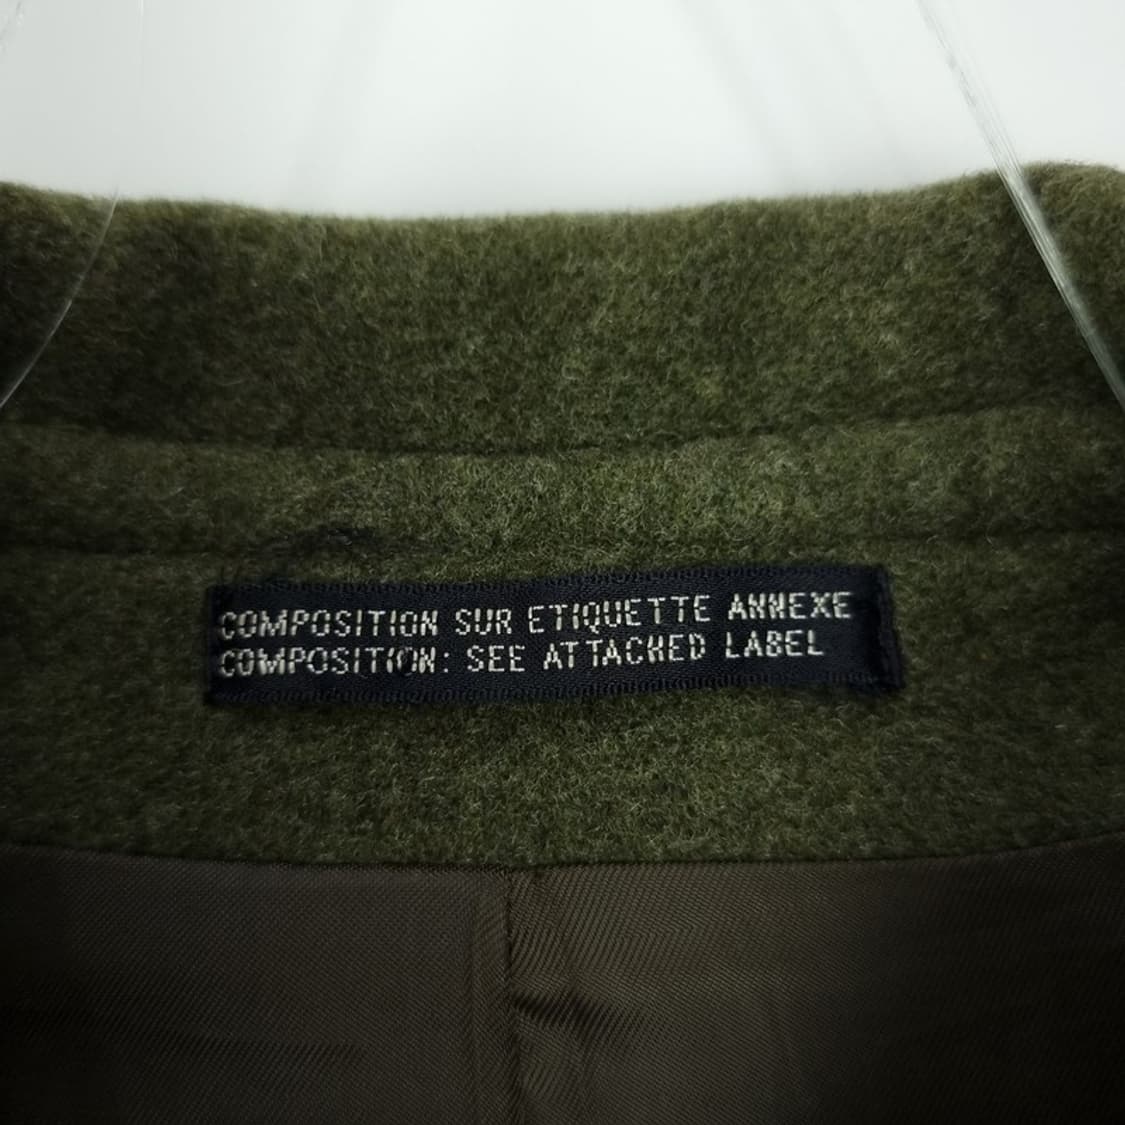 COMPOSITION SUR ETIQUETTE ANNEXE
COMPOSITION: SEE ATTACHED LABEL